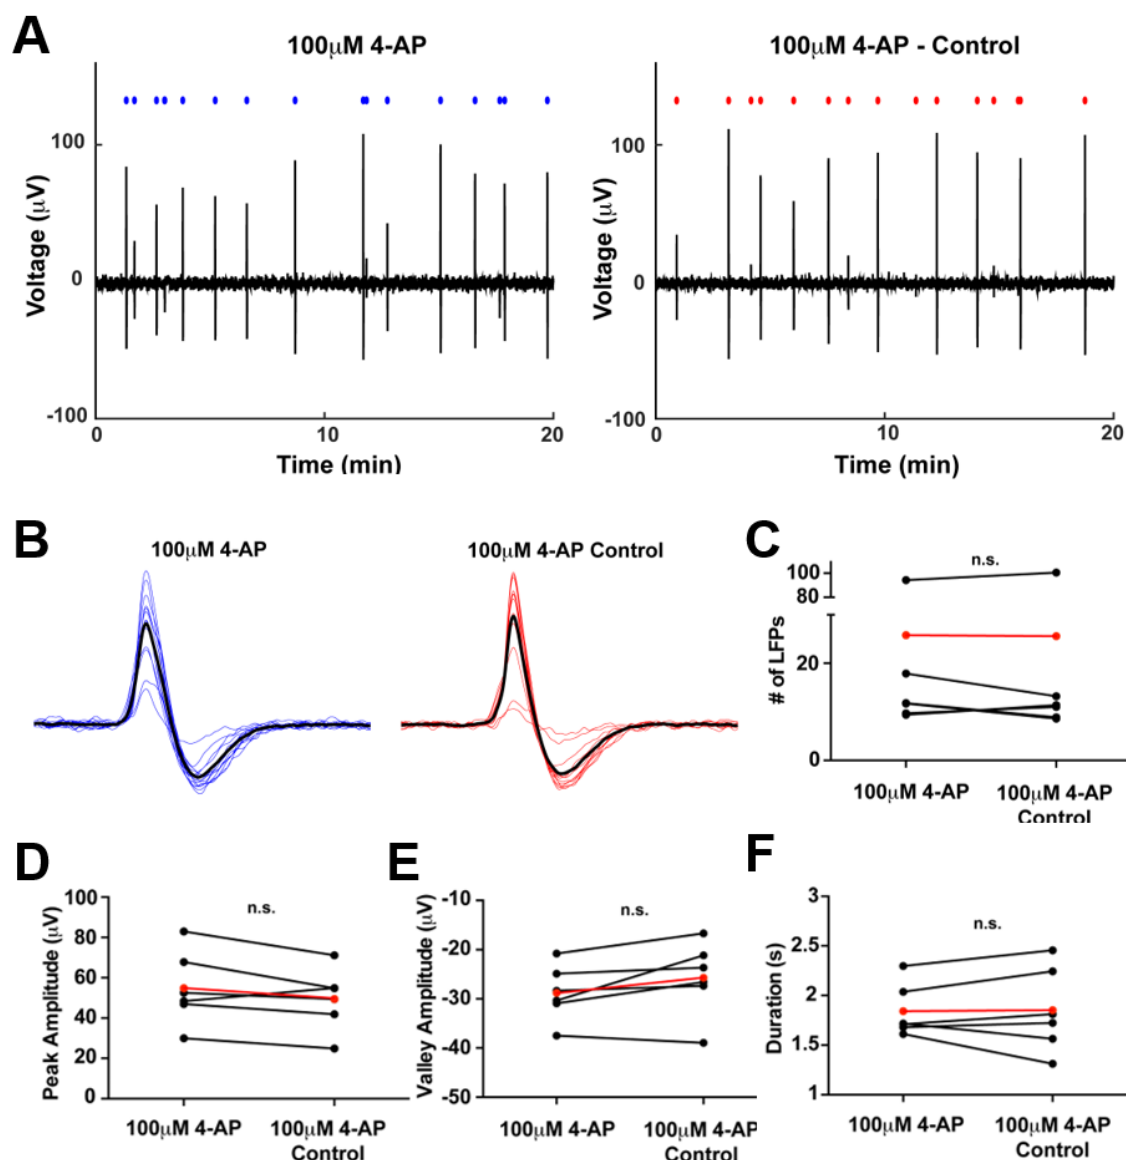 A
100μM 4-AP
100μM 4-AP - Control
Voltage (μV)
100
0
-100
0
10
20
Time (min)
Voltage (μV)
100
0
-100
0
10
20
Time (min)
B
100μM 4-AP
100μM 4-AP Control
C
n.s.
# of LFPs
100
80
20
0
100μM 4-AP
100μM 4-AP
Control
D
n.s.
Peak Amplitude (μV)
100
80
60
40
20
0
100μM 4-AP
100μM 4-AP
Control
E
n.s.
Valley Amplitude (μV)
-10
-20
-30
-40
-50
100μM 4-AP
100μM 4-AP
Control
F
n.s.
Duration (s)
3
2.5
2
1.5
1
100μM 4-AP
100μM 4-AP
Control